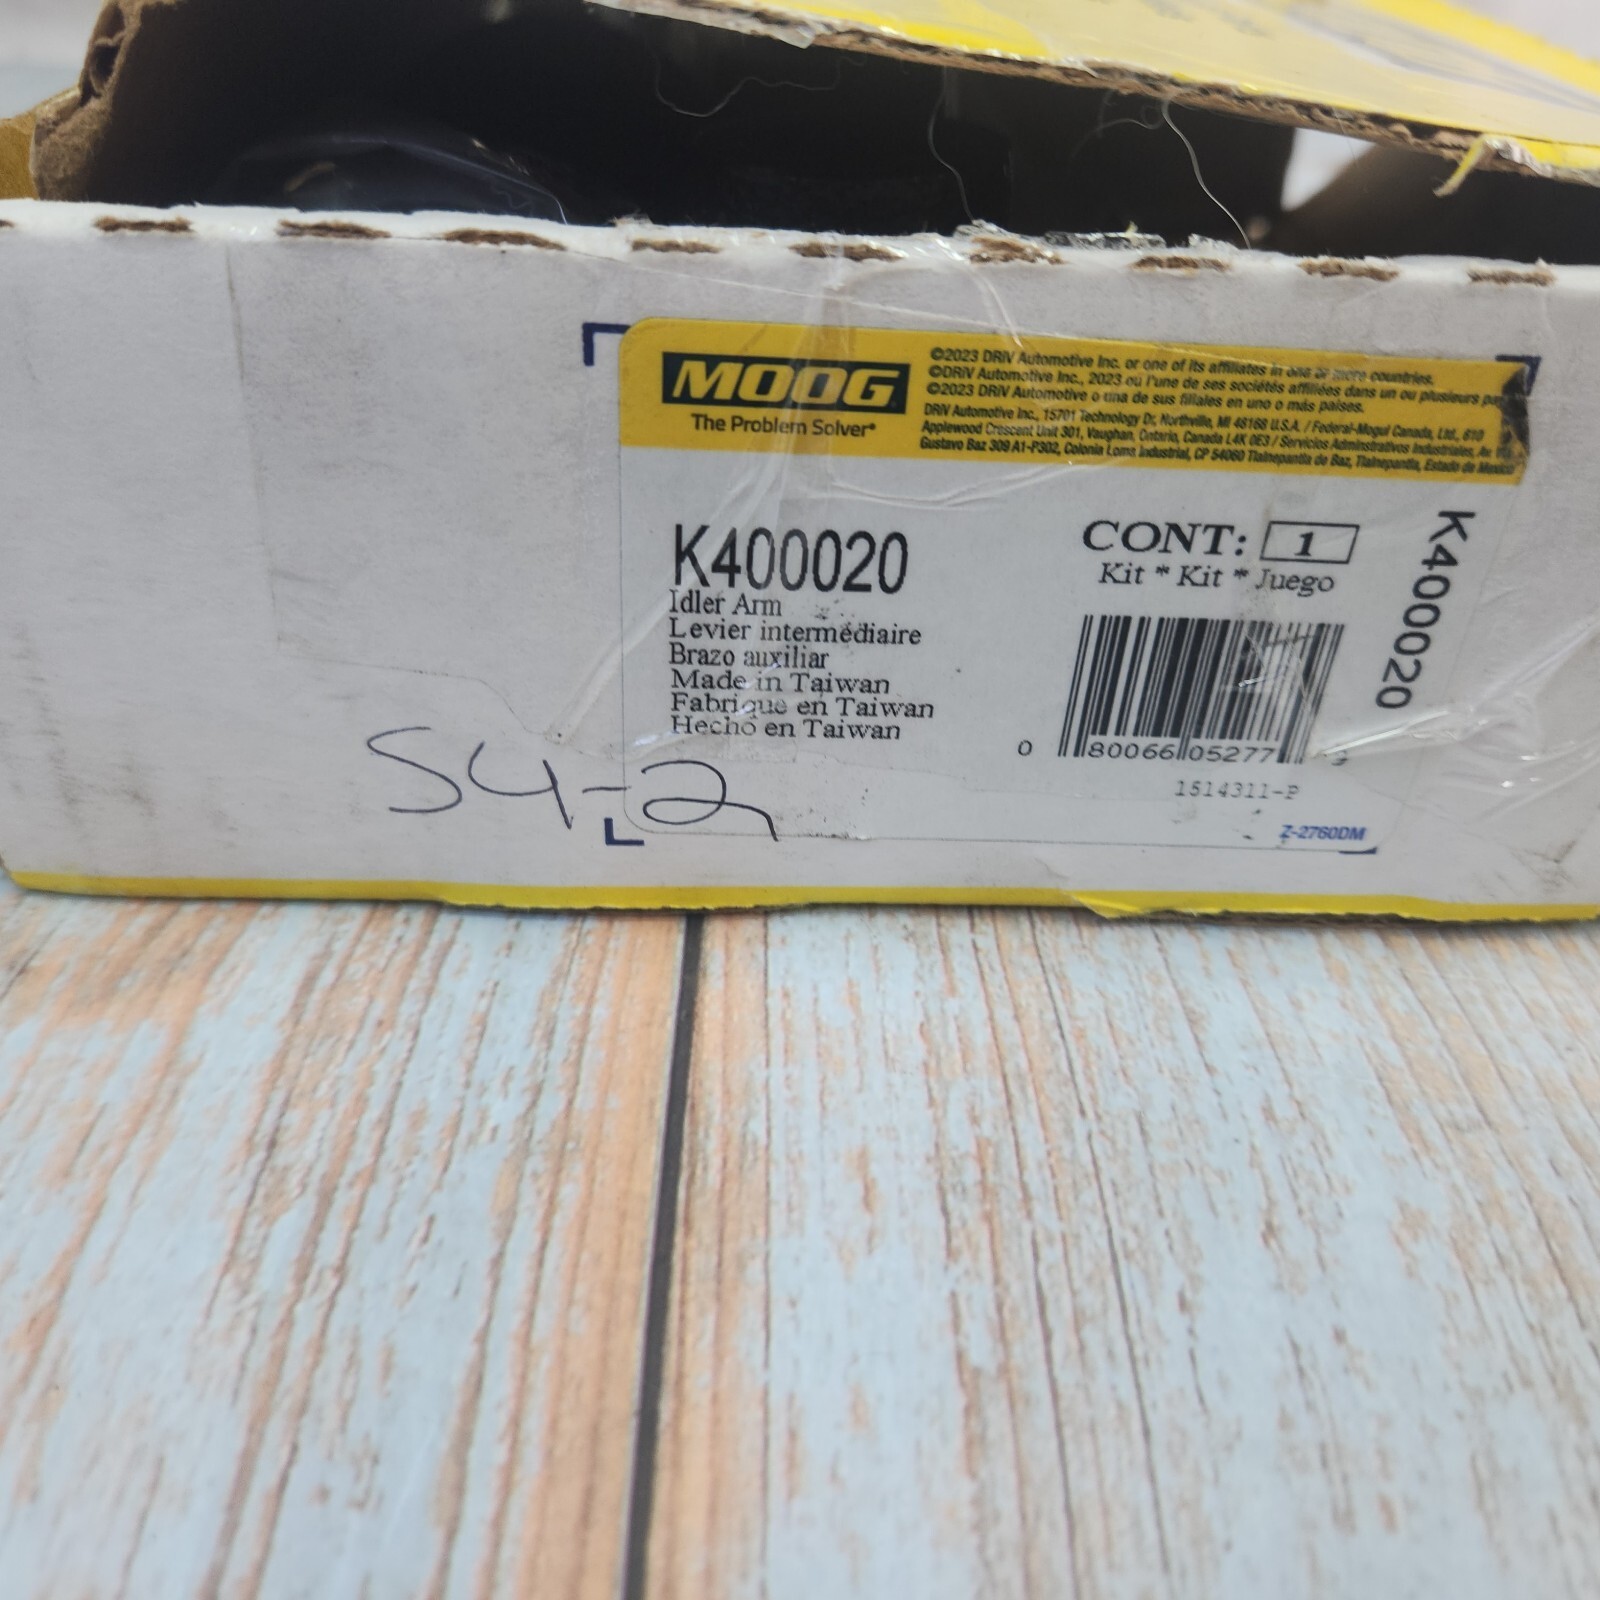 MOOG
The Problem Solver®
©2023 DRiV Automotive Inc. or one of its affiliates in one or more countries.
©DRiV Automotive Inc., 2023 ou l'une de ses sociétés affiliées dans un ou plusieurs
©2023 DRiV Automotive o una de sus filiales en uno o más países.
DRiV Automotive Inc., 15701 Technology Dr, Northville, MI 48168 U.S.A. / Federal-Mogul Canada, Ltd., 610
Applewood Crescent Unit 301, Vaughan, Ontario, Canada L4K 0E3 / Servicios Adminstrativos Industriales, Av.
Gustavo Baz 309 A1-P302, Colonia Loma Industrial, CP 54060 Tlalnepantla de Baz, Tlalnepantla, Estado de Mexico
K400020
Idler Arm
Levier intermédiaire
Brazo auxiliar
Made in Taiwan
Fabrique en Taiwan
Hecho en Taiwan
CONT: 1
Kit * Kit * Juego
K400020
0 80066 05277 9
1514311-P
Z-2760DM
S4-2